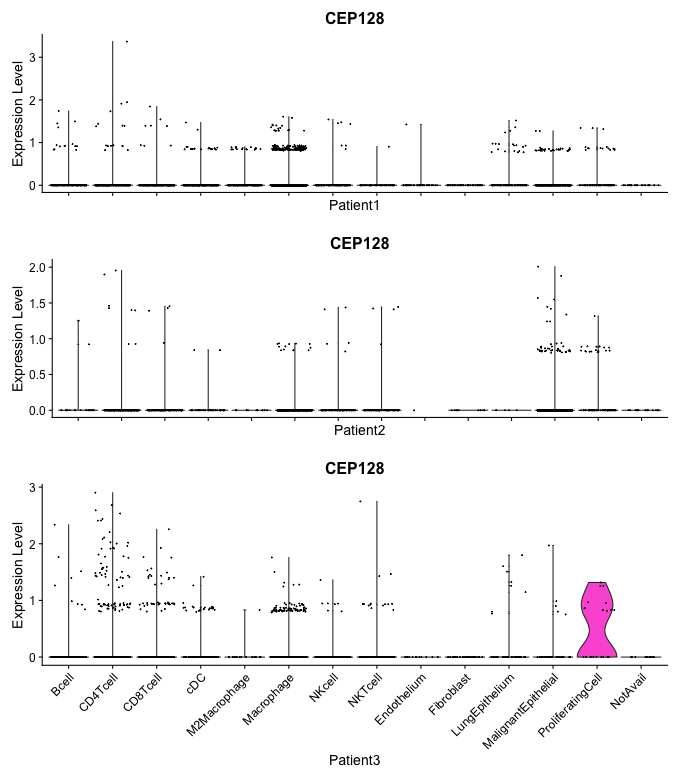 CEP128
Expression Level
3
2
1
0
Patient1
CEP128
Expression Level
2.0
1.5
1.0
0.5
0.0
Patient2
CEP128
Expression Level
3
2
1
0
Bcell
CD4Tcell
CD8Tcell
cDC
M2Macrophage
Macrophage
NKcell
NKTcell
Endothelium
Fibroblast
LungEpithelium
MalignantEpithelial
ProliferatingCell
NotAvail
Patient3